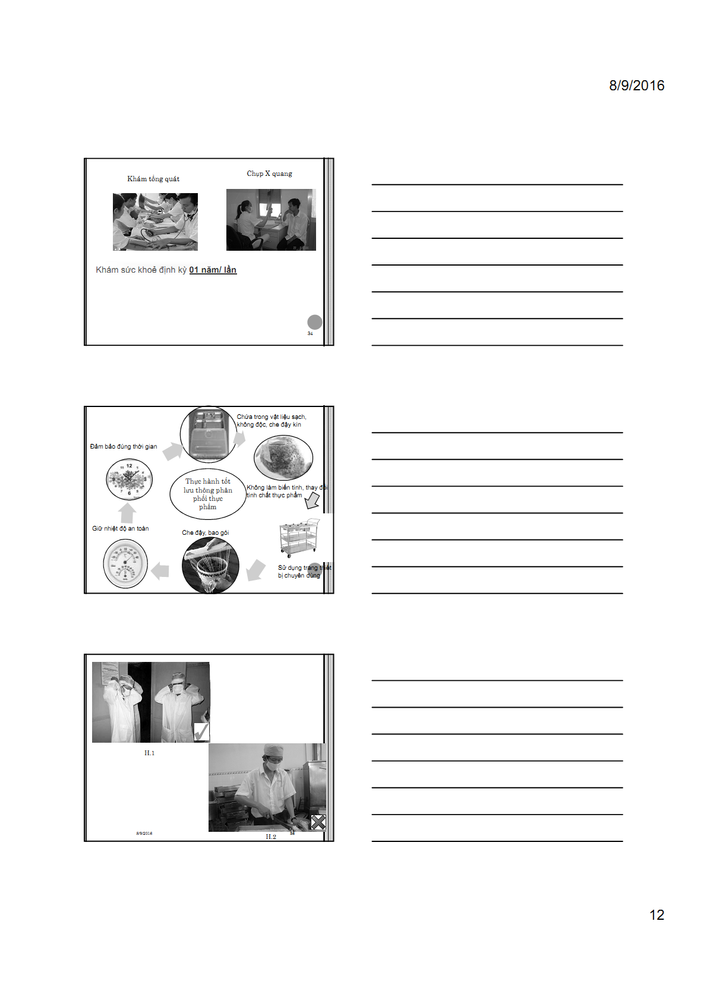 8/9/2016
Khám tổng quát
Chụp X quang
Khám sức khoẻ định kỳ 01 năm/ lần
34
Chứa trong vật liệu sạch,
không độc, che đậy kín
Đảm bảo đúng thời gian
Thực hành tốt
lưu thông phân
phối thực
phẩm
Không làm biến tính, thay đổi
tính chất thực phẩm
Giữ nhiệt độ an toàn
Che đậy, bao gói
Sử dụng trang thiết
bị chuyên dùng
H.1
8/9/2016
36
H.2
12